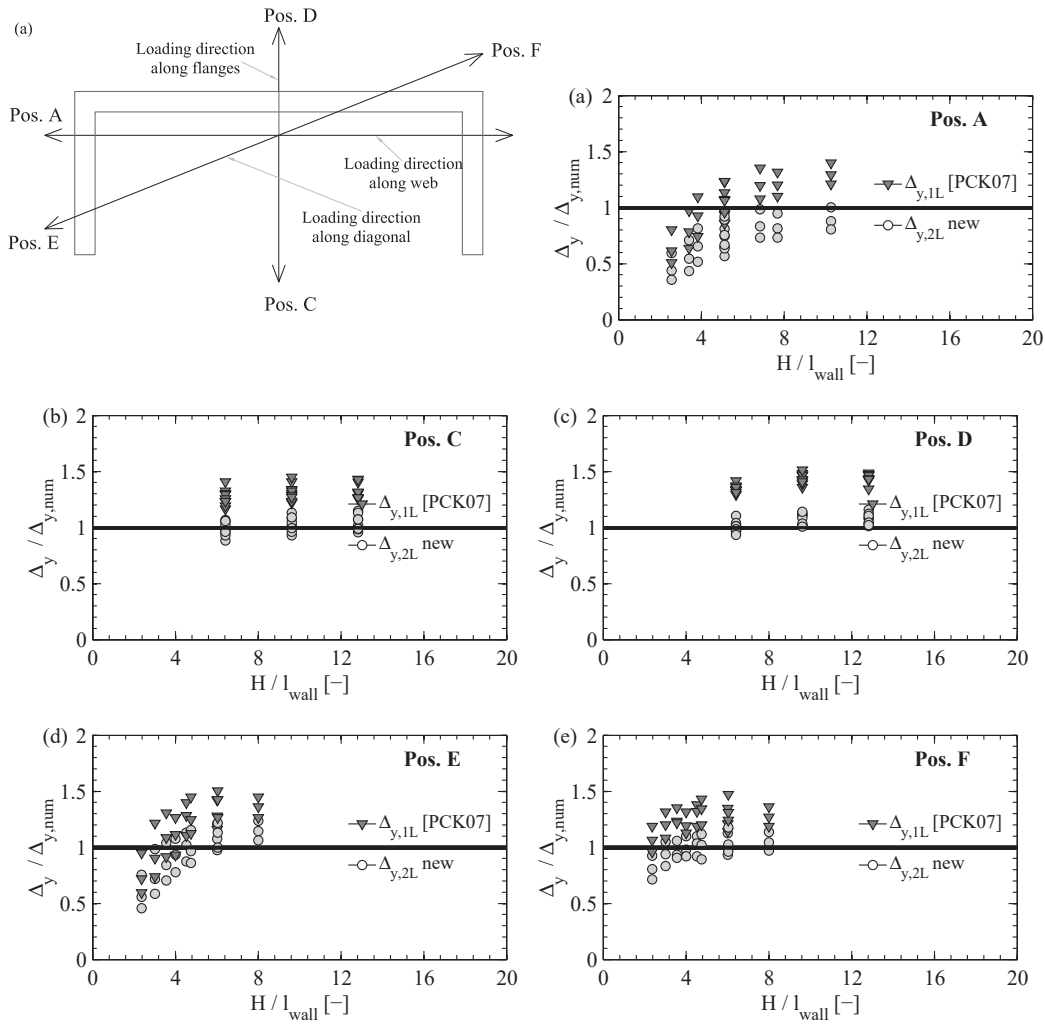 (a)
Pos. D
Loading direction
along flanges
Pos. F
Pos. A
Loading direction
along web
Pos. E
Loading direction
along diagonal
Pos. C
(a)
Pos. A
2
1.5
1
0.5
0
Δy / Δy,num
Δy,1L [PCK07]
Δy,2L new
0 4 8 12 16 20
H / lwall [−]
(b)
Pos. C
2
1.5
1
0.5
0
Δy / Δy,num
Δy,1L [PCK07]
Δy,2L new
0 4 8 12 16 20
H / lwall [−]
(c)
Pos. D
2
1.5
1
0.5
0
Δy / Δy,num
Δy,1L [PCK07]
Δy,2L new
0 4 8 12 16 20
H / lwall [−]
(d)
Pos. E
2
1.5
1
0.5
0
Δy / Δy,num
Δy,1L [PCK07]
Δy,2L new
0 4 8 12 16 20
H / lwall [−]
(e)
Pos. F
2
1.5
1
0.5
0
Δy / Δy,num
Δy,1L [PCK07]
Δy,2L new
0 4 8 12 16 20
H / lwall [−]